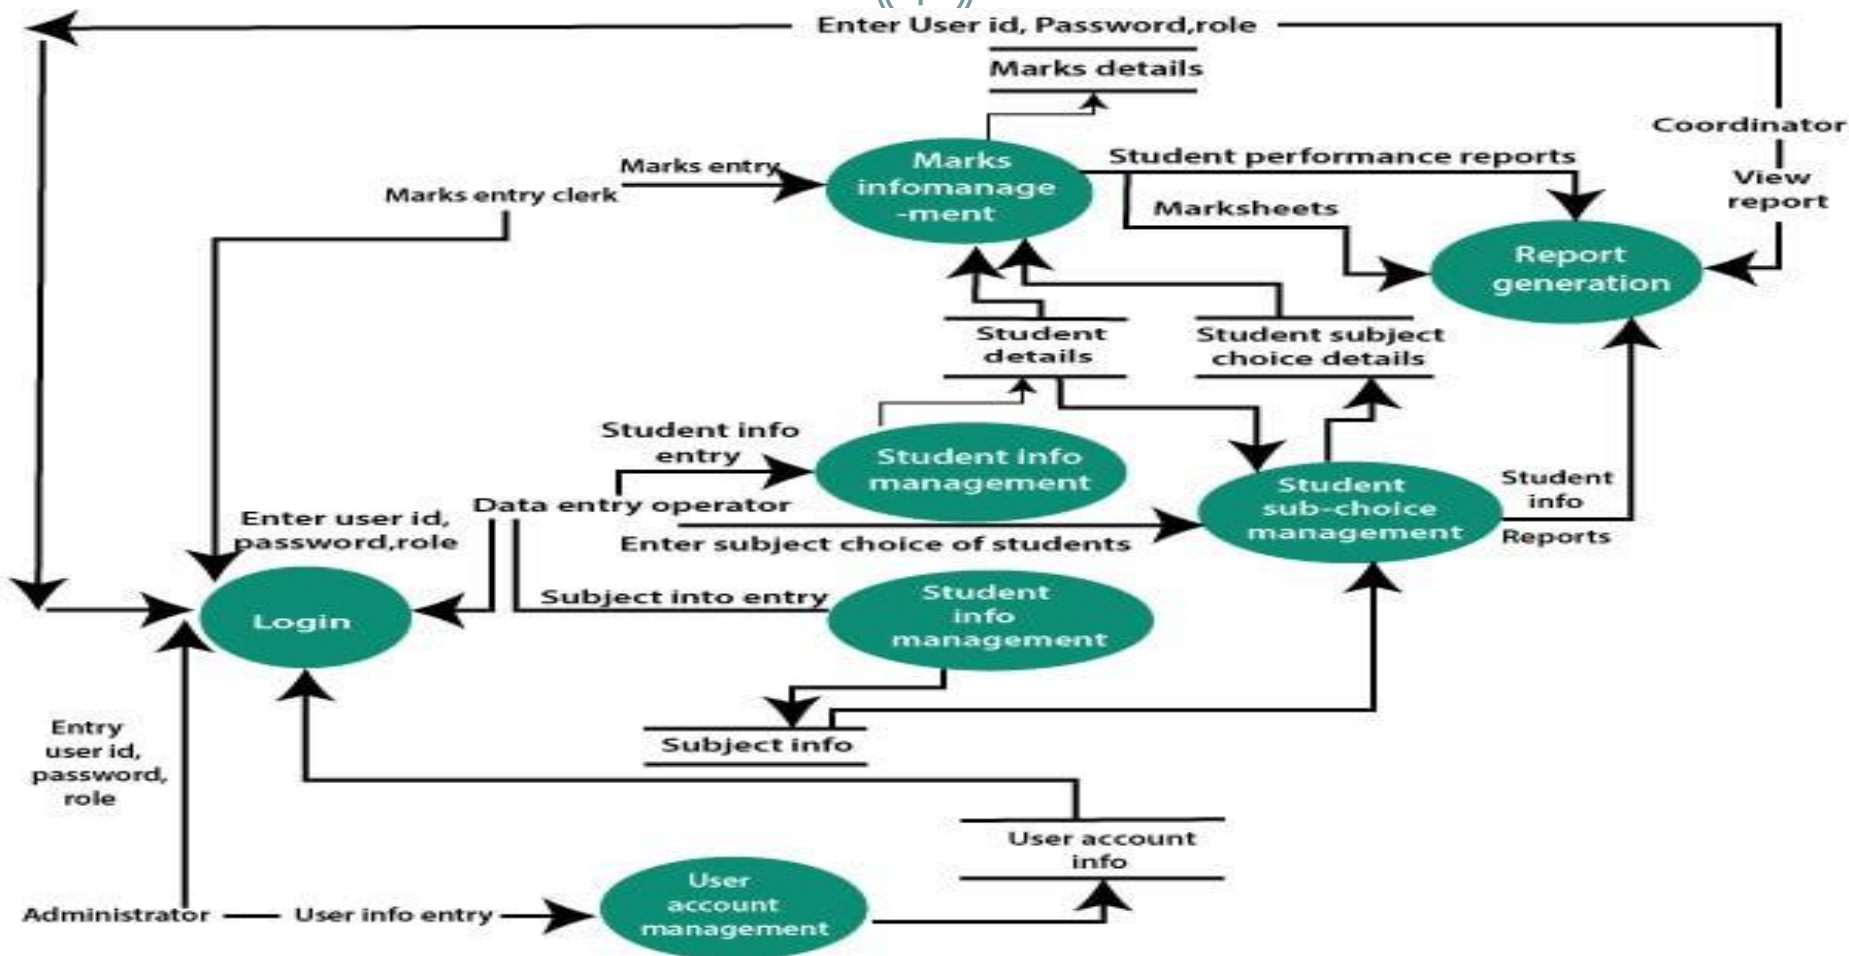 Enter User id, Password,role
Marks details
Coordinator
View
report
Marks entry
Marks entry clerk
Marks
infomanage
-ment
Student performance reports
Marksheets
Report
generation
Student
details
Student subject
choice details
Student info
entry
Student info
management
Data entry operator
Enter user id,
password,role
Enter subject choice of students
Student
sub-choice
management
Student
info
Reports
Subject into entry
Student
info
management
Login
Subject info
Entry
user id,
password,
role
User account
info
Administrator
User info entry
User
account
management